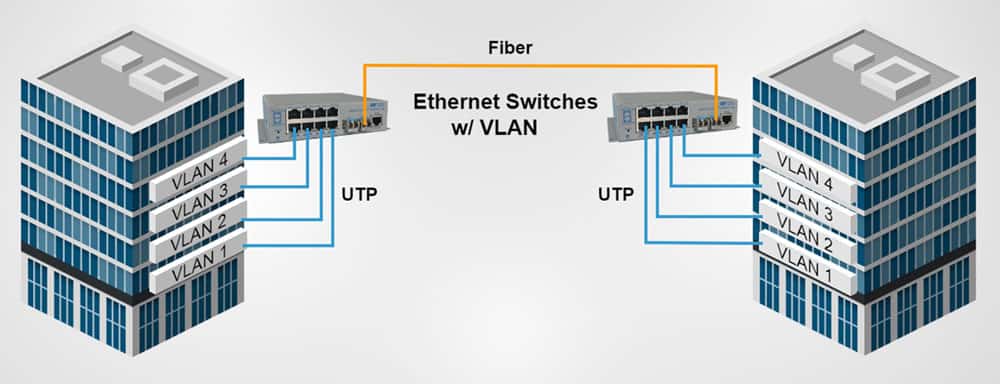 Fiber
Ethernet Switches
w/ VLAN
VLAN 4
VLAN 3
VLAN 2
VLAN 1
UTP
UTP
VLAN 4
VLAN 3
VLAN 2
VLAN 1